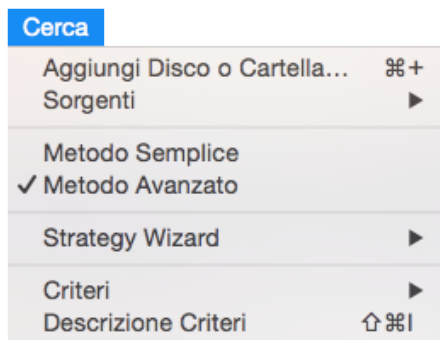 Cerca
Aggiungi Disco o Cartella... ⌘+
Sorgenti ▶
Metodo Semplice
✓ Metodo Avanzato
Strategy Wizard ▶
Criteri ▶
Descrizione Criteri ⇧⌘I